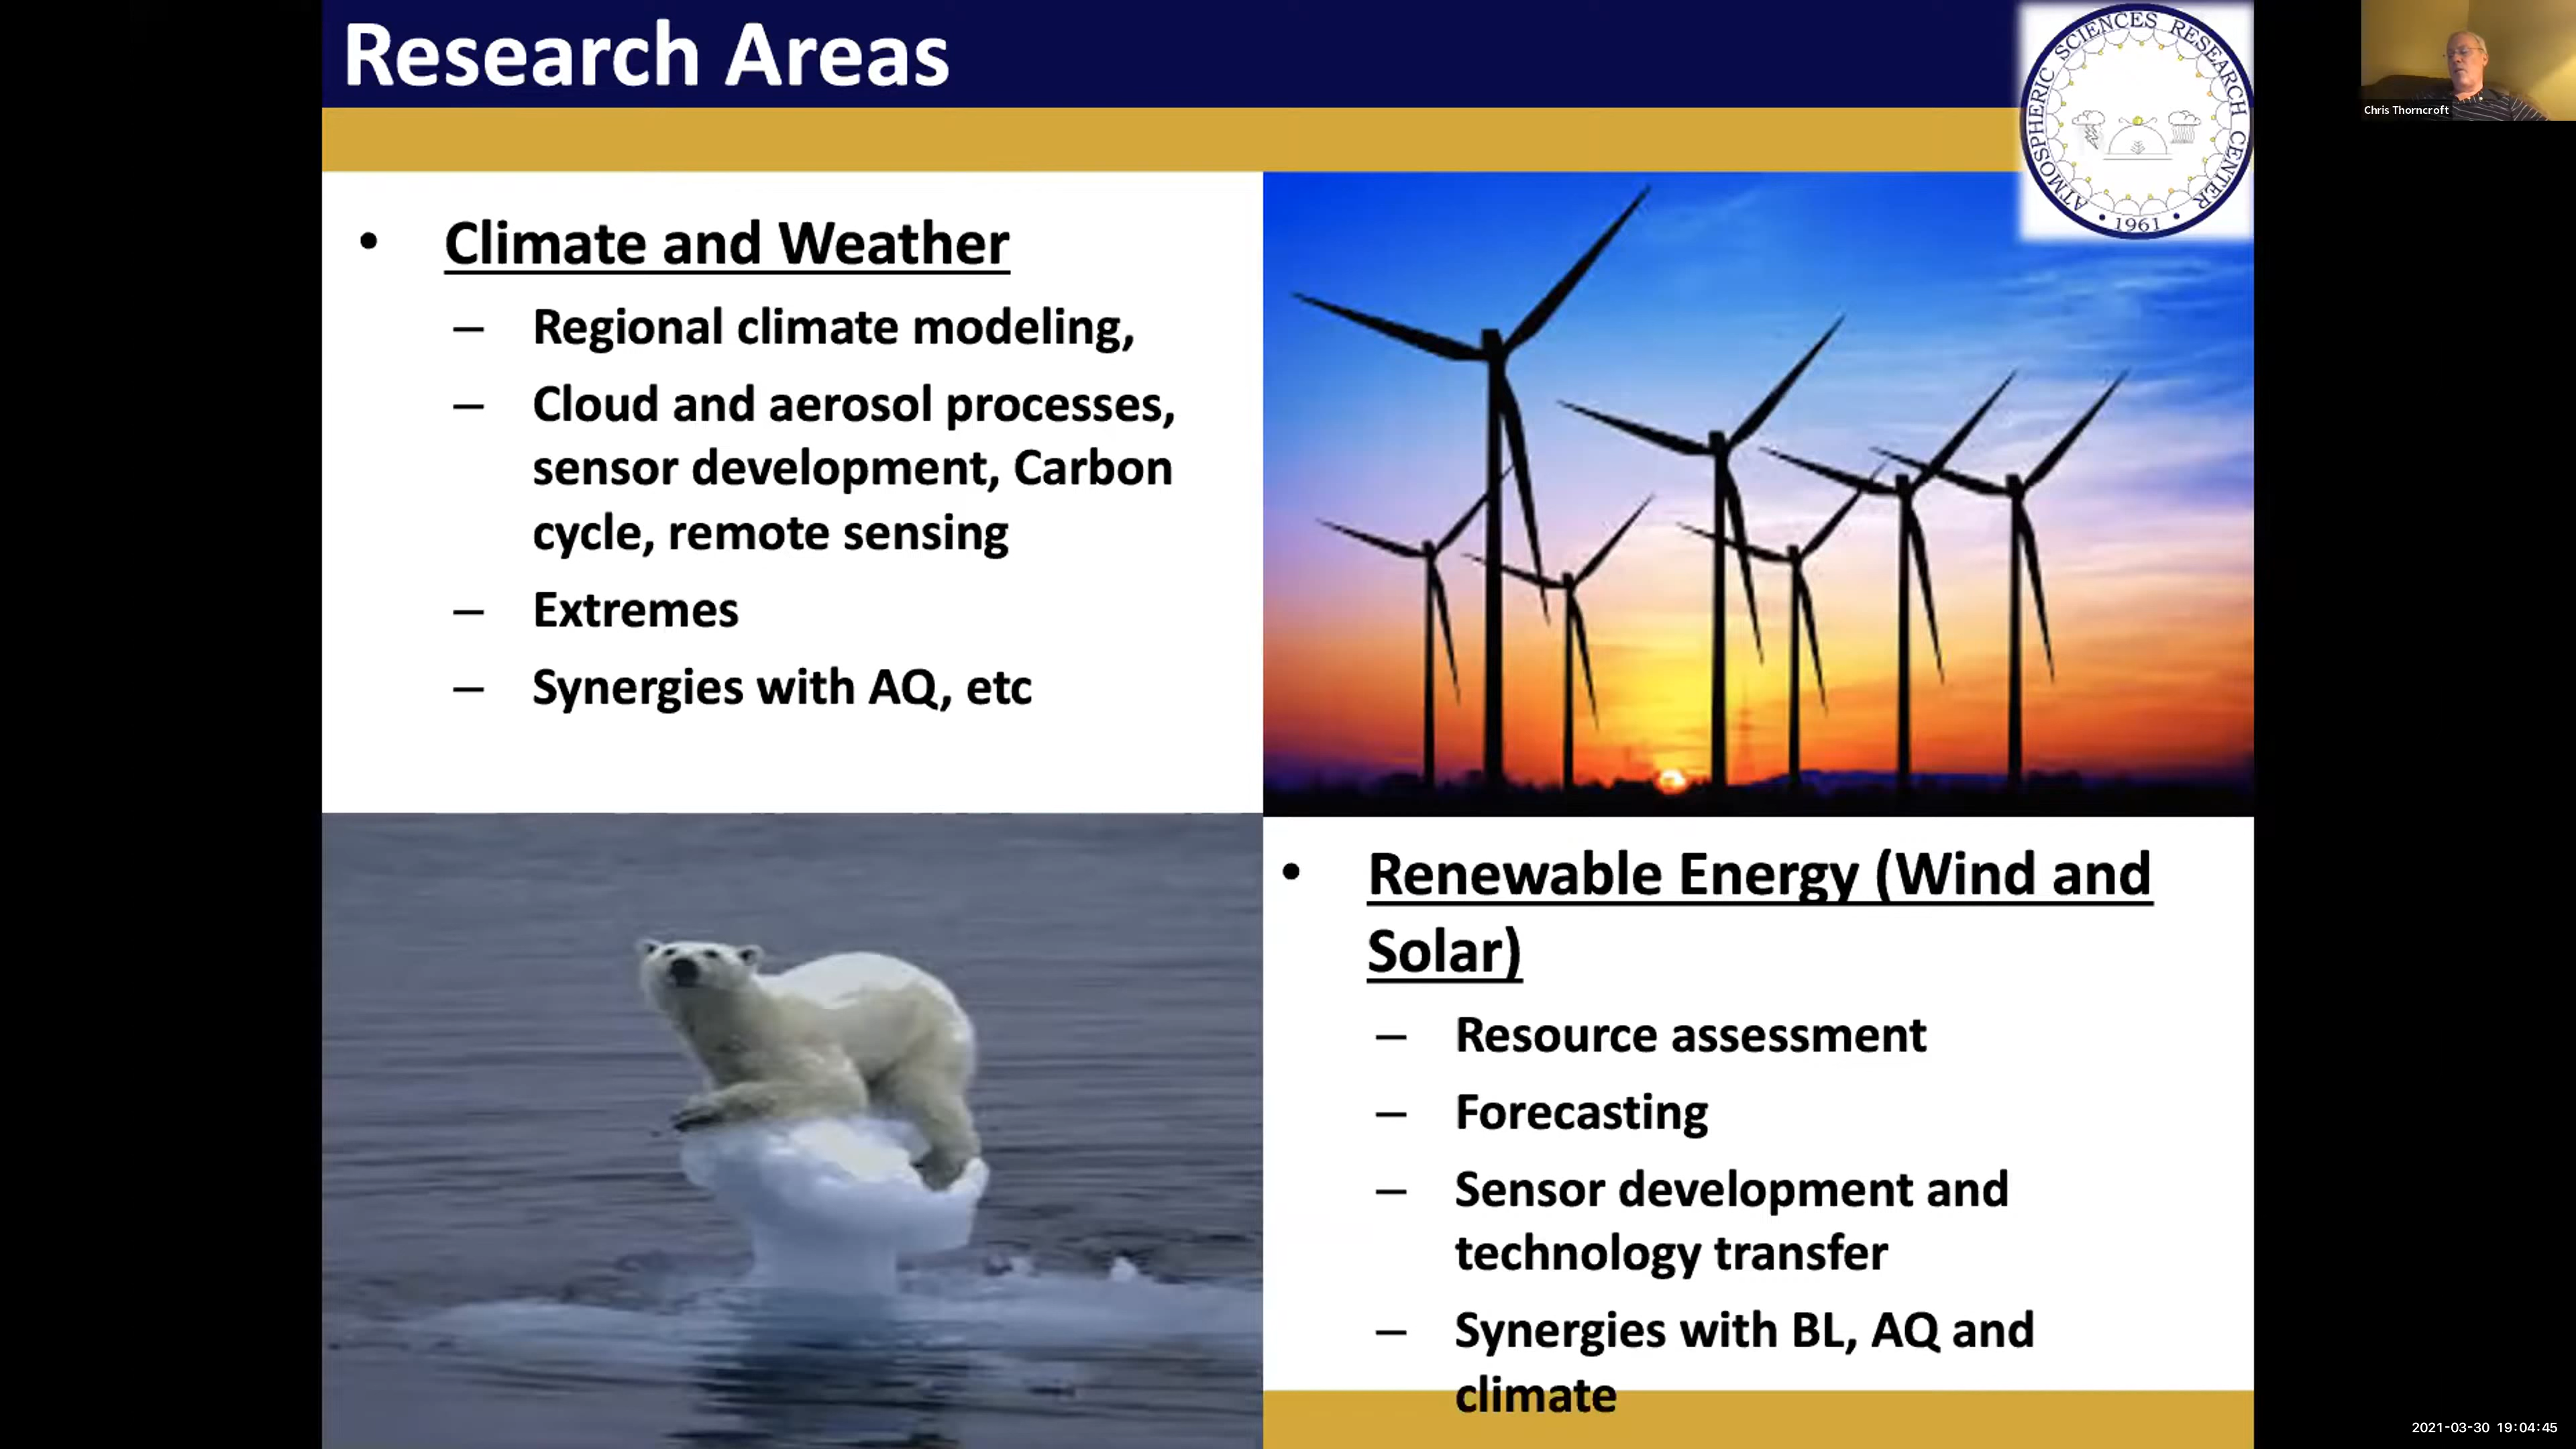 Research Areas
ATMOSPHERIC SCIENCES RESEARCH CENTER
• 1961 •
Chris Thorncroft
• Climate and Weather
– Regional climate modeling,
– Cloud and aerosol processes,
sensor development, Carbon
cycle, remote sensing
– Extremes
– Synergies with AQ, etc
• Renewable Energy (Wind and
Solar)
– Resource assessment
– Forecasting
– Sensor development and
technology transfer
– Synergies with BL, AQ and
climate
2021-03-30 19:04:45